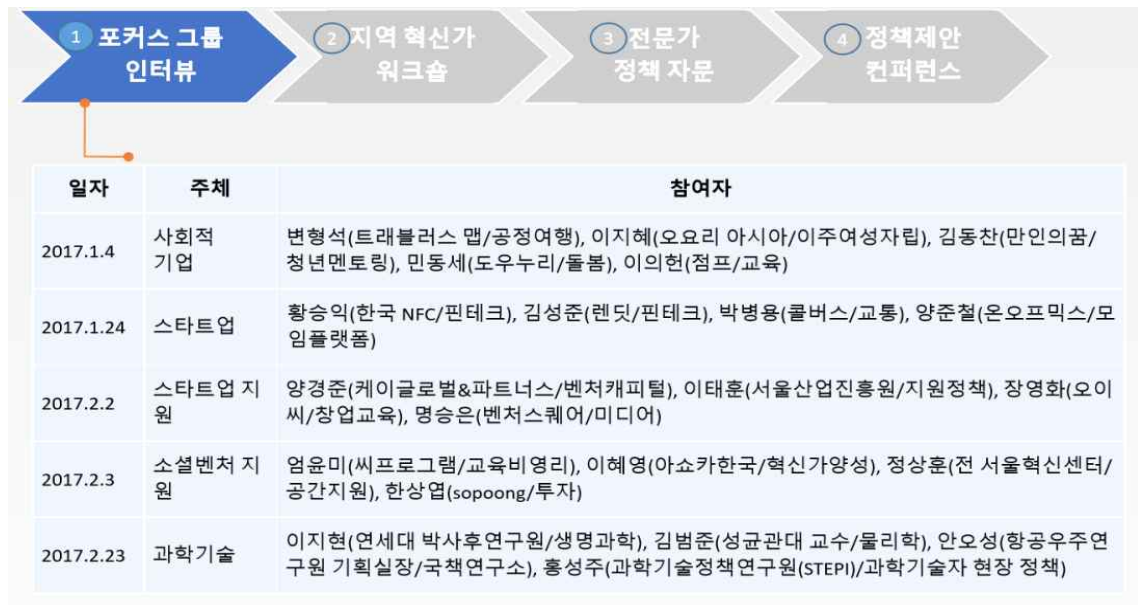 1 포커스 그룹
인터뷰
2 지역 혁신가
워크숍
3 전문가
정책 자문
4 정책제안
컨퍼런스
일자 주체 참여자
2017.1.4
사회적
기업
변형석(트래블러스 맵/공정여행), 이지혜(오요리 아시아/이주여성자립), 김동찬(만인의꿈/
청년멘토링), 민동세(도우누리/돌봄), 이의헌(점프/교육)
2017.1.24
스타트업
황승익(한국 NFC/핀테크), 김성준(렌딧/핀테크), 박병용(콜버스/교통), 양준철(온오프믹스/모
임플랫폼)
2017.2.2
스타트업 지
원
양경준(케이글로벌&파트너스/벤처캐피털), 이태훈(서울산업진흥원/지원정책), 장영화(오이
씨/창업교육), 명승은(벤처스퀘어/미디어)
2017.2.3
소셜벤처 지
원
엄윤미(씨프로그램/교육비영리), 이혜영(아쇼카한국/혁신가양성), 정상훈(전 서울혁신센터/
공간지원), 한상엽(sopoong/투자)
2017.2.23
과학기술
이지현(연세대 박사후연구원/생명과학), 김범준(성균관대 교수/물리학), 안오성(항공우주연
구원 기획실장/국책연구소), 홍성주(과학기술정책연구원(STEPI)/과학기술자 현장 정책)